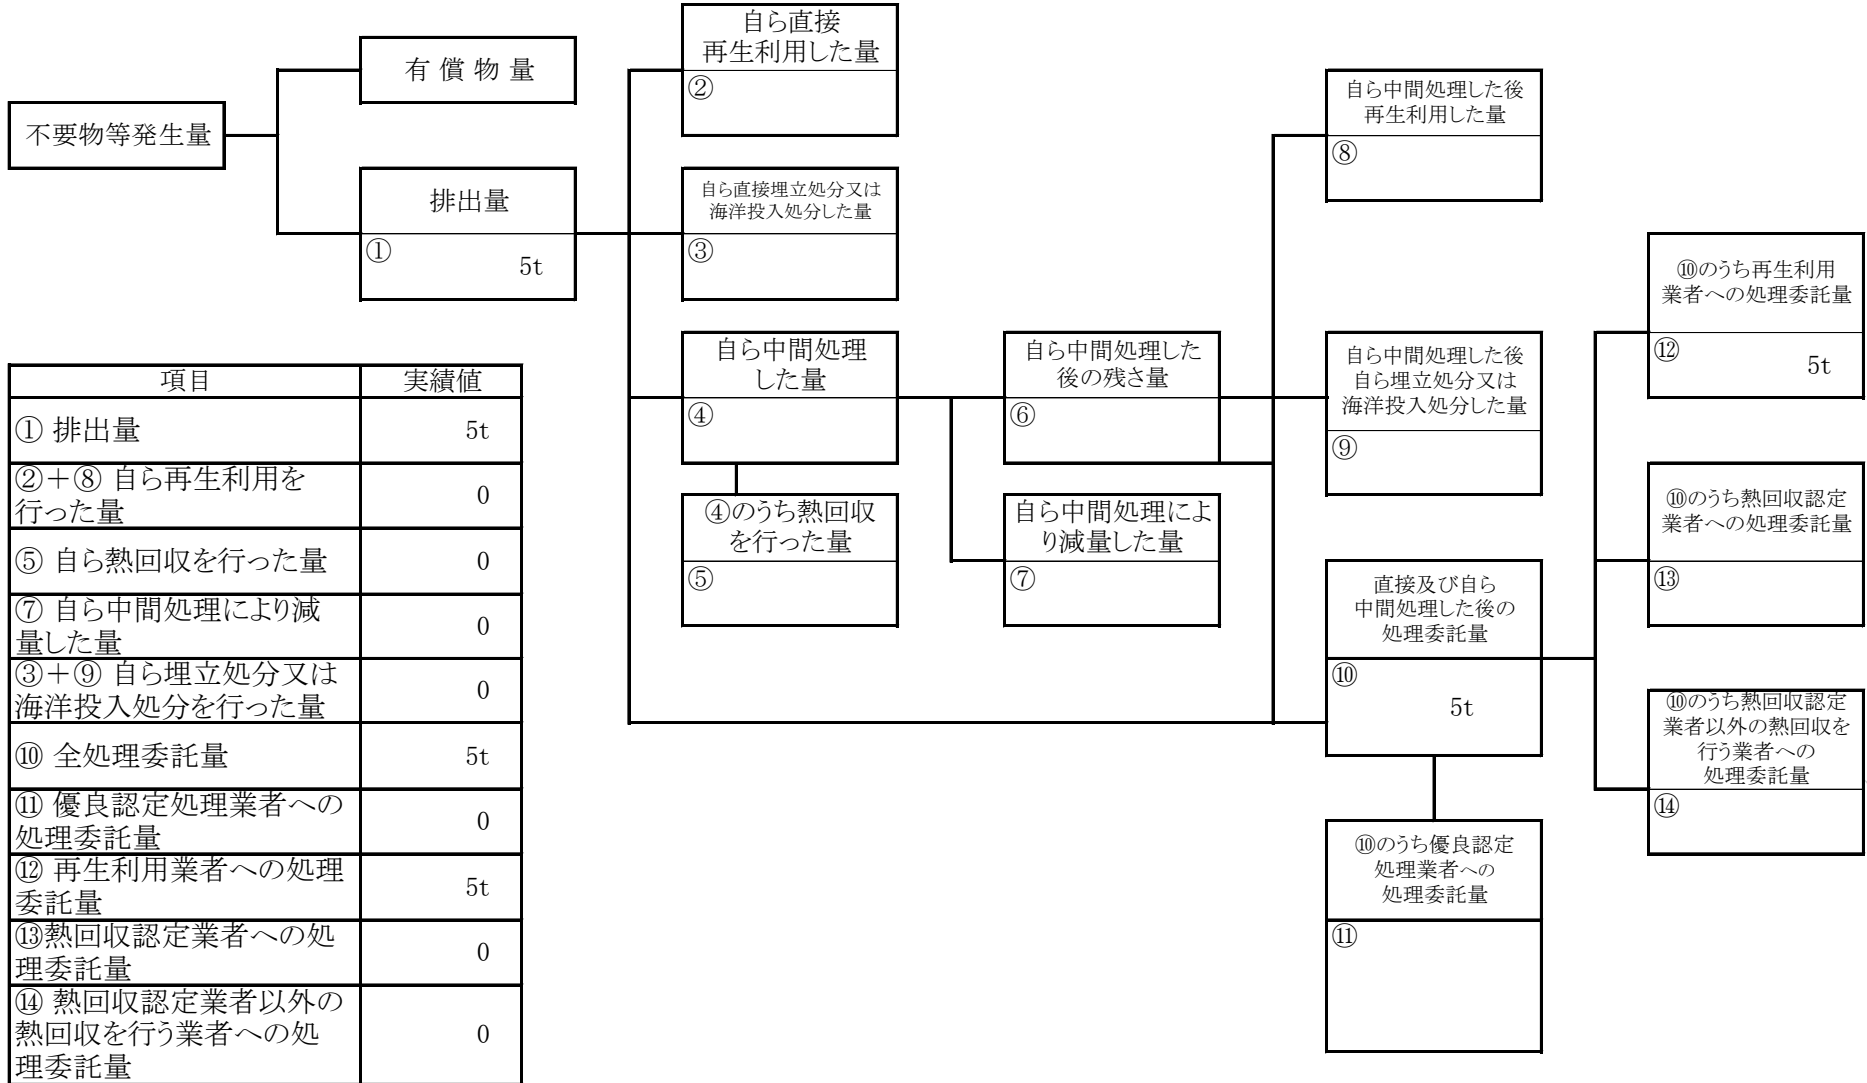 不要物等発生量
有 償 物 量
排出量
①
5t
自ら直接
再生利用した量
②
自ら直接埋立処分又は
海洋投入処分した量
③
自ら中間処理
した量
④
④のうち熱回収
を行った量
⑤
自ら中間処理した
後の残さ量
⑥
自ら中間処理によ
り減量した量
⑦
自ら中間処理した後
再生利用した量
⑧
自ら中間処理した後
自ら埋立処分又は
海洋投入処分した量
⑨
直接及び自ら
中間処理した後の
処理委託量
⑩
5t
⑩のうち優良認定
処理業者への
処理委託量
⑪
⑩のうち再生利用
業者への処理委託量
⑫
5t
⑩のうち熱回収認定
業者への処理委託量
⑬
⑩のうち熱回収認定
業者以外の熱回収を
行う業者への
処理委託量
⑭
項目 実績値
① 排出量 5t
②＋⑧ 自ら再生利用を
行った量 0
⑤ 自ら熱回収を行った量 0
⑦ 自ら中間処理により減
量した量 0
③＋⑨ 自ら埋立処分又は
海洋投入処分を行った量 0
⑩ 全処理委託量 5t
⑪ 優良認定処理業者への
処理委託量 0
⑫ 再生利用業者への処理
委託量 5t
⑬熱回収認定業者への処
理委託量 0
⑭ 熱回収認定業者以外の
熱回収を行う業者への処
理委託量 0